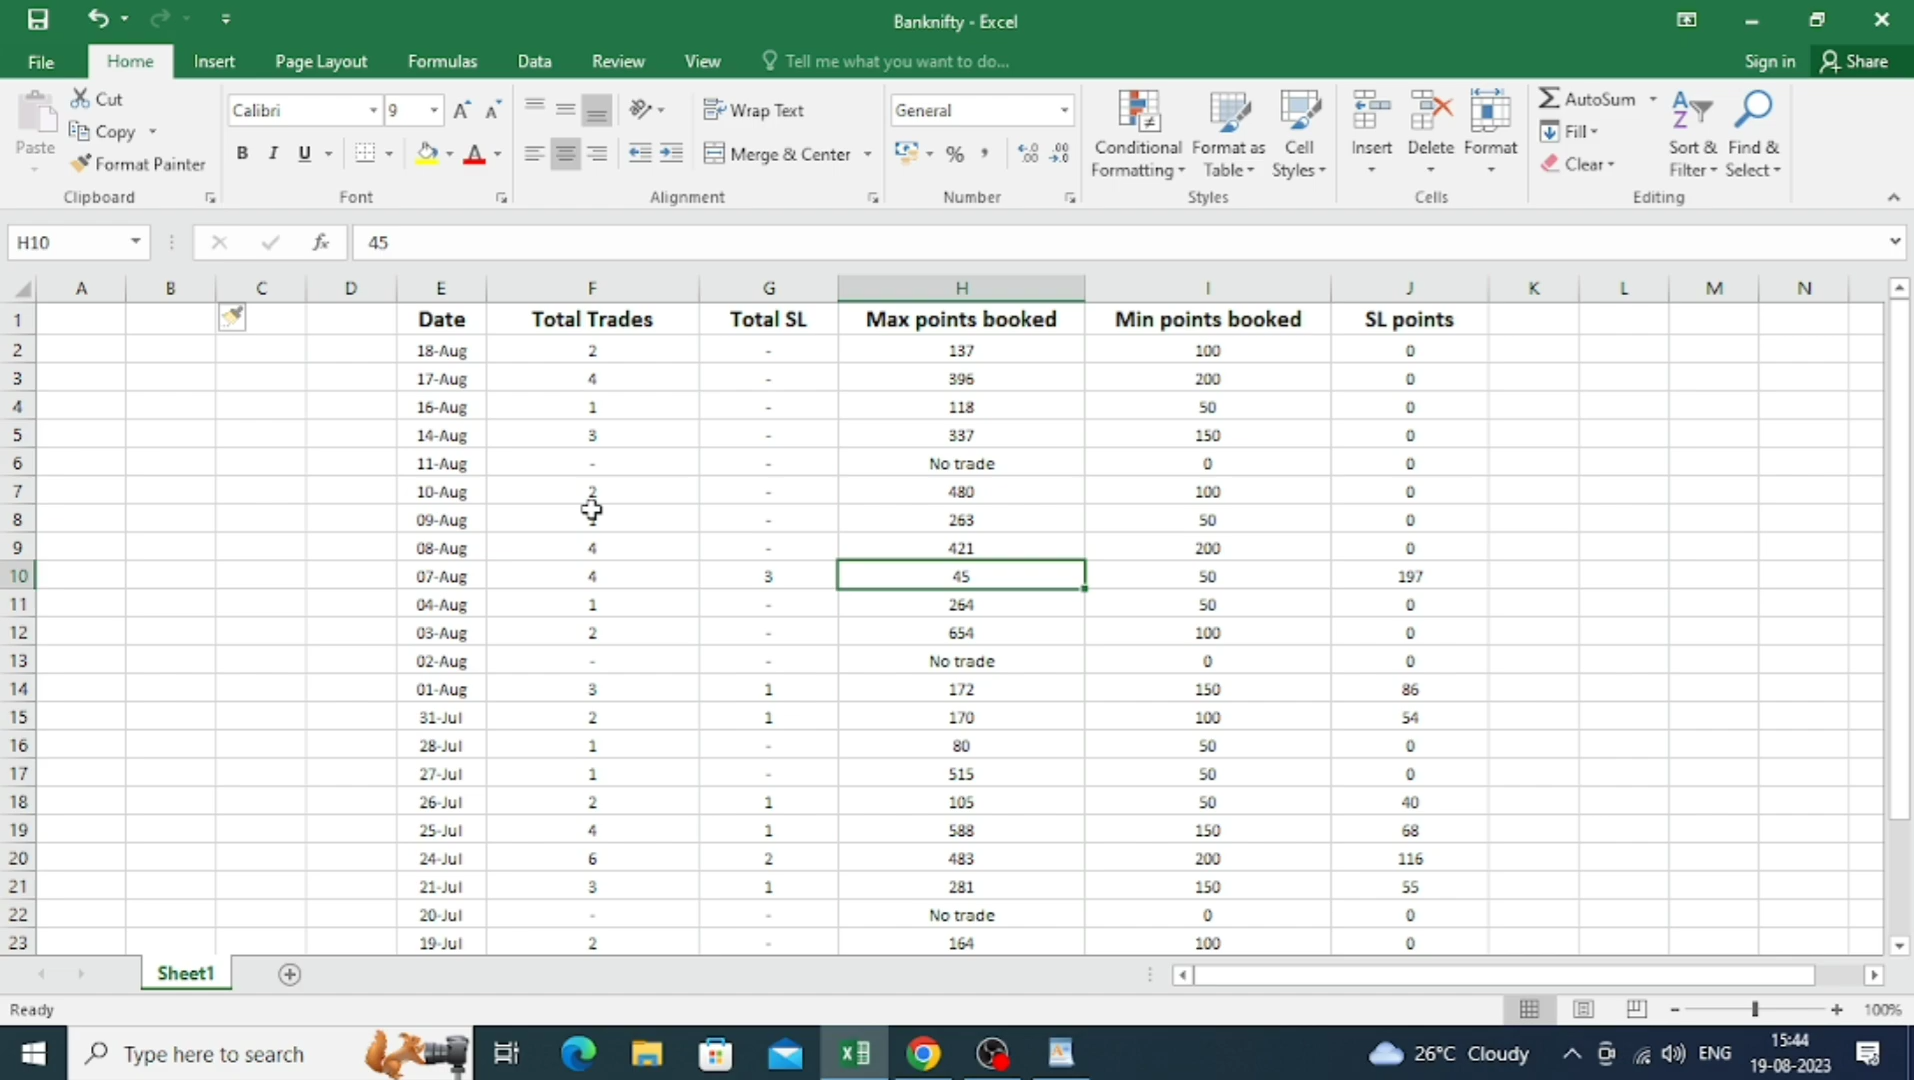 Banknifty - Excel
File Home Insert Page Layout Formulas Data Review View Tell me what you want to do... Sign in Share
Paste Cut Copy Format Painter Clipboard
Calibri 9 B I U Font
Wrap Text Merge & Center Alignment
General % , Number
Conditional Formatting Format as Table Cell Styles Styles
Insert Delete Format Cells
AutoSum Fill Clear Sort & Filter Find & Select Editing
H10 fx 45
A B C D E F G H I J K L M N
1 Date Total Trades Total SL Max points booked Min points booked SL points
2 18-Aug 2 - 137 100 0
3 17-Aug 4 - 396 200 0
4 16-Aug 1 - 118 50 0
5 14-Aug 3 - 337 150 0
6 11-Aug - - No trade 0 0
7 10-Aug 2 - 480 100 0
8 09-Aug - 263 50 0
9 08-Aug 4 - 421 200 0
10 07-Aug 4 3 45 50 197
11 04-Aug 1 - 264 50 0
12 03-Aug 2 - 654 100 0
13 02-Aug - - No trade 0 0
14 01-Aug 3 1 172 150 86
15 31-Jul 2 1 170 100 54
16 28-Jul 1 - 80 50 0
17 27-Jul 1 - 515 50 0
18 26-Jul 2 1 105 50 40
19 25-Jul 4 1 588 150 68
20 24-Jul 6 2 483 200 116
21 21-Jul 3 1 281 150 55
22 20-Jul - - No trade 0 0
23 19-Jul 2 - 164 100 0
Sheet1
Ready 100%
Type here to search 26°C Cloudy ENG 15:44
19-08-2023